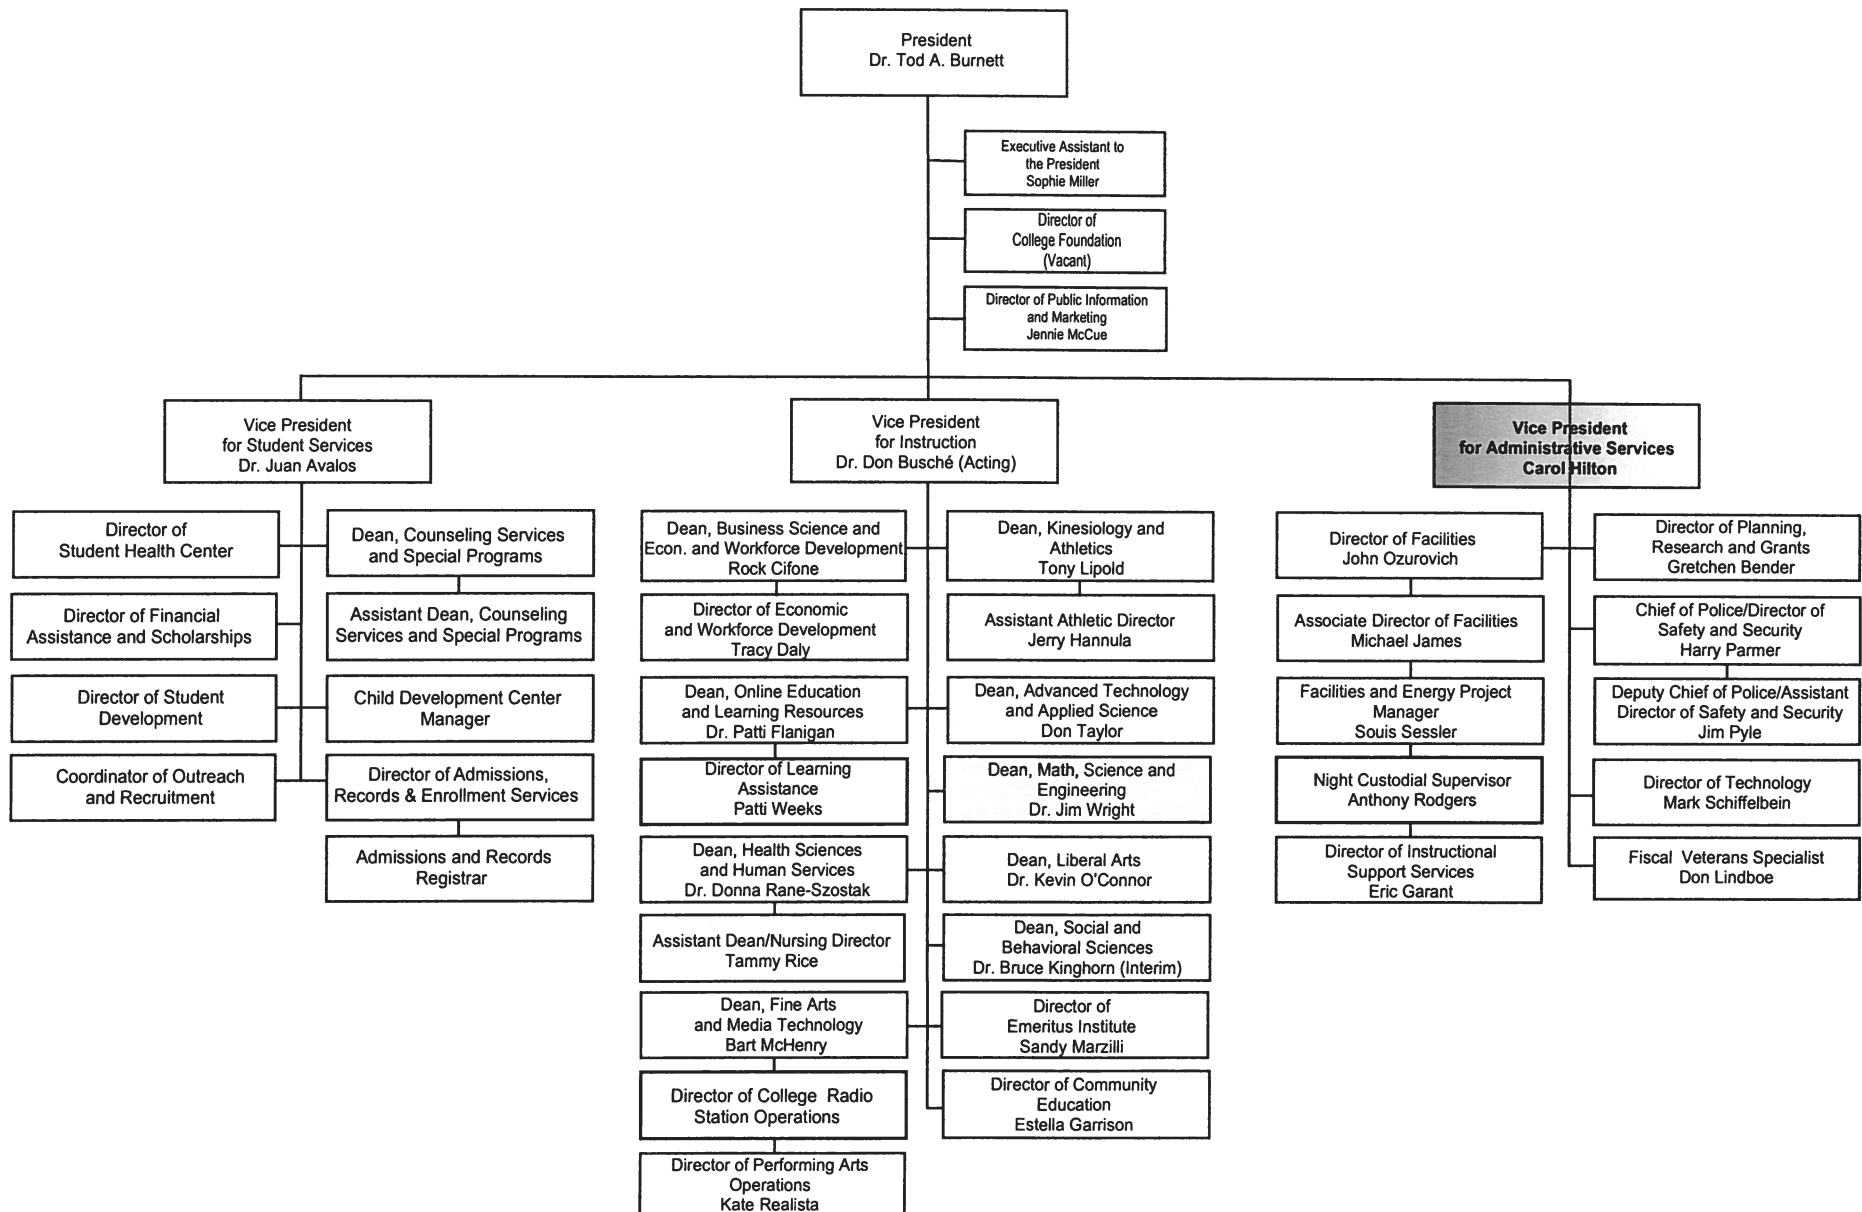 President
Dr. Tod A. Burnett
Executive Assistant to
the President
Sophie Miller
Director of
College Foundation
(Vacant)
Director of Public Information
and Marketing
Jennie McCue
Vice President
for Student Services
Dr. Juan Avalos
Director of
Student Health Center
Dean, Counseling Services
and Special Programs
Director of Financial
Assistance and Scholarships
Assistant Dean, Counseling
Services and Special Programs
Director of Student
Development
Child Development Center
Manager
Coordinator of Outreach
and Recruitment
Director of Admissions,
Records & Enrollment Services
Admissions and Records
Registrar
Vice President
for Instruction
Dr. Don Busché (Acting)
Dean, Business Science and
Econ. and Workforce Development
Rock Cifone
Dean, Kinesiology and
Athletics
Tony Lipold
Director of Economic
and Workforce Development
Tracy Daly
Assistant Athletic Director
Jerry Hannula
Dean, Online Education
and Learning Resources
Dr. Patti Flanigan
Dean, Advanced Technology
and Applied Science
Don Taylor
Director of Learning
Assistance
Patti Weeks
Dean, Math, Science and
Engineering
Dr. Jim Wright
Dean, Health Sciences
and Human Services
Dr. Donna Rane-Szostak
Dean, Liberal Arts
Dr. Kevin O'Connor
Assistant Dean/Nursing Director
Tammy Rice
Dean, Social and
Behavioral Sciences
Dr. Bruce Kinghorn (Interim)
Dean, Fine Arts
and Media Technology
Bart McHenry
Director of
Emeritus Institute
Sandy Marzilli
Director of College Radio
Station Operations
Director of Community
Education
Estella Garrison
Director of Performing Arts
Operations
Kate Realista
Vice President
for Administrative Services
Carol Hilton
Director of Facilities
John Ozurovich
Director of Planning,
Research and Grants
Gretchen Bender
Associate Director of Facilities
Michael James
Chief of Police/Director of
Safety and Security
Harry Parmer
Facilities and Energy Project
Manager
Souis Sessler
Deputy Chief of Police/Assistant
Director of Safety and Security
Jim Pyle
Night Custodial Supervisor
Anthony Rodgers
Director of Technology
Mark Schiffelbein
Director of Instructional
Support Services
Eric Garant
Fiscal Veterans Specialist
Don Lindboe